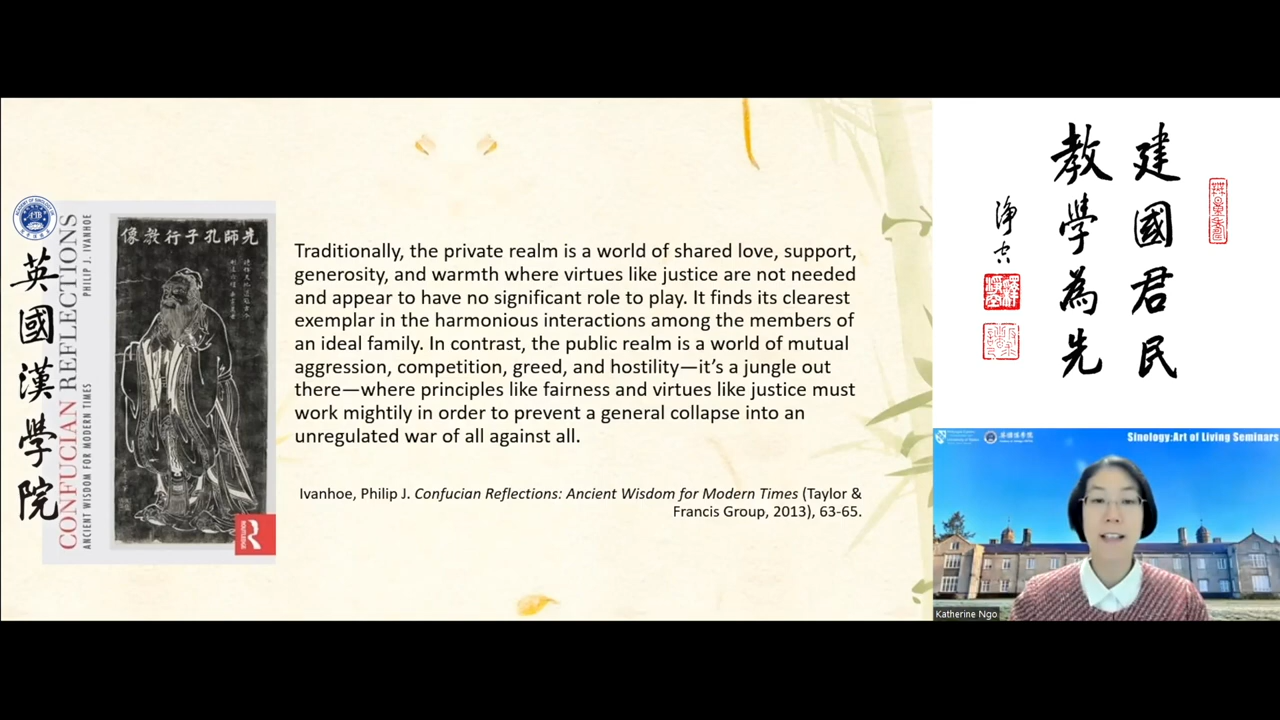 英國漢學院
CONFUCIAN REFLECTIONS
ANCIENT WISDOM FOR MODERN TIMES
PHILIP J. IVANHOE
先師孔子行教像
ROUTLEDGE
Traditionally, the private realm is a world of shared love, support,
generosity, and warmth where virtues like justice are not needed
and appear to have no significant role to play. It finds its clearest
exemplar in the harmonious interactions among the members of
an ideal family. In contrast, the public realm is a world of mutual
aggression, competition, greed, and hostility—it’s a jungle out
there—where principles like fairness and virtues like justice must
work mightily in order to prevent a general collapse into an
unregulated war of all against all.
Ivanhoe, Philip J. Confucian Reflections: Ancient Wisdom for Modern Times (Taylor &
Francis Group, 2013), 63-65.
建國君民
教學為先
淨空
英國漢學院
Sinology:Art of Living Seminars
Katherine Ngo